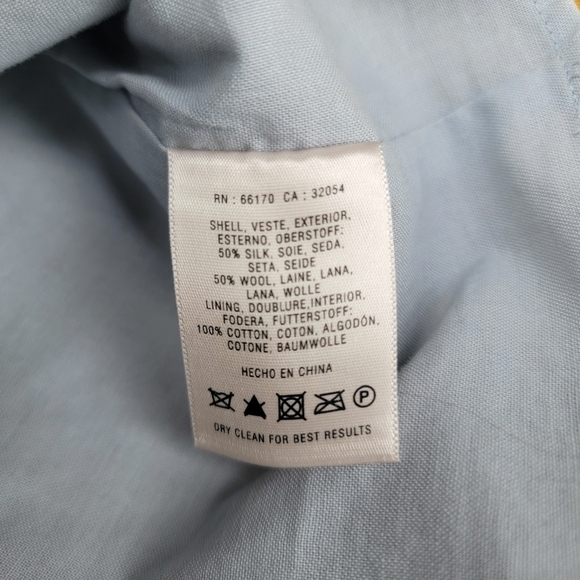 RN : 66170 CA : 32054
SHELL, VESTE, EXTERIOR,
ESTERNO, OBERSTOFF:
50% SILK, SOIE, SEDA,
SETA, SEIDE
50% WOOL, LAINE, LANA,
LANA, WOLLE
LINING, DOUBLURE,INTERIOR,
FODERA, FUTTERSTOFF:
100% COTTON, COTON, ALGODÓN,
COTONE, BAUMWOLLE
HECHO EN CHINA
P
DRY CLEAN FOR BEST RESULTS